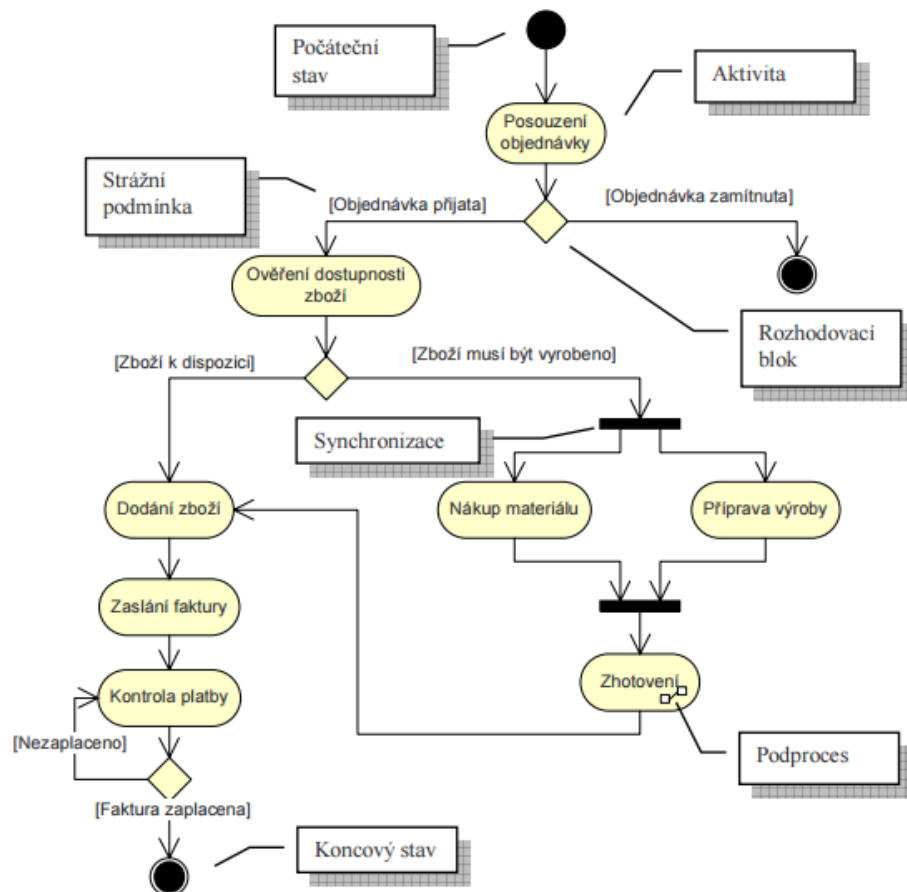 Počáteční
stav
Aktivita
Posouzení
objednávky
Strážní
podmínka
[Objednávka přijata]
[Objednávka zamítnuta]
Ověření dostupnosti
zboží
Rozhodovací
blok
[Zboží k dispozici]
[Zboží musí být vyrobeno]
Synchronizace
Dodání zboží
Nákup materiálu
Příprava výroby
Zaslání faktury
Zhotovení
Kontrola platby
[Nezaplaceno]
Podproces
[Faktura zaplacena]
Koncový stav